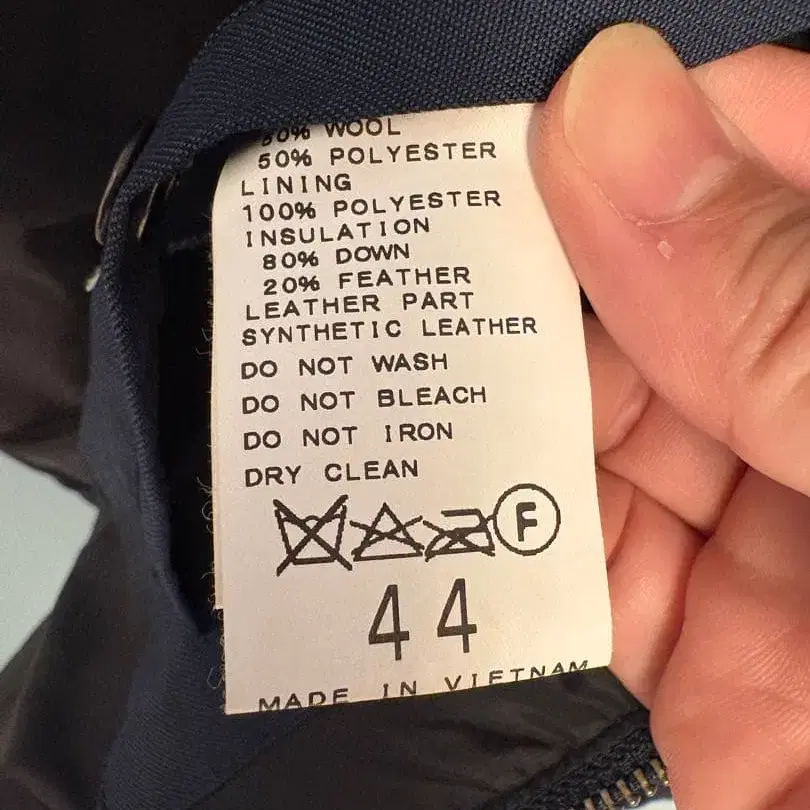 50% WOOL
50% POLYESTER
LINING
100% POLYESTER
INSULATION
80% DOWN
20% FEATHER
LEATHER PART
SYNTHETIC LEATHER
DO NOT WASH
DO NOT BLEACH
DO NOT IRON
DRY CLEAN
F
44
MADE IN VIETNAM